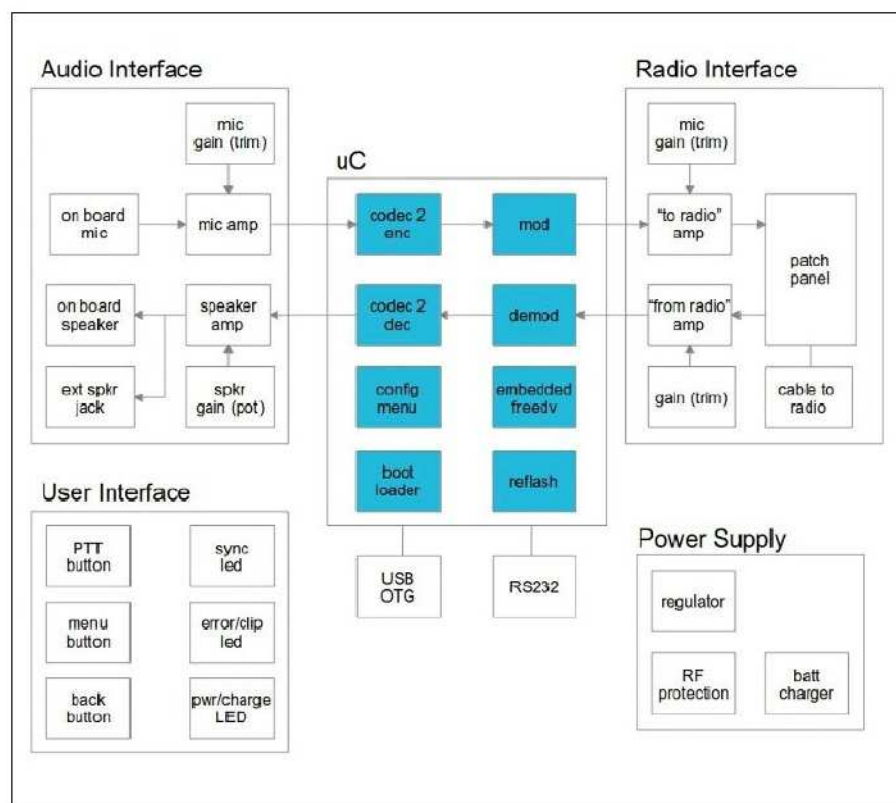 Audio Interface
mic
gain (trim)
on board
mic
mic amp
on board
speaker
speaker
amp
ext spkr
jack
spkr
gain (pot)
uC
codec 2
enc
mod
codec 2
dec
demod
config
menu
embedded
freedv
boot
loader
reflash
USB
OTG
RS232
Radio Interface
mic
gain (trim)
"to radio"
amp
patch
panel
"from radio"
amp
gain (trim)
cable to
radio
User Interface
PTT
button
sync
led
menu
button
error/clip
led
back
button
pwr/charge
LED
Power Supply
regulator
RF
protection
batt
charger